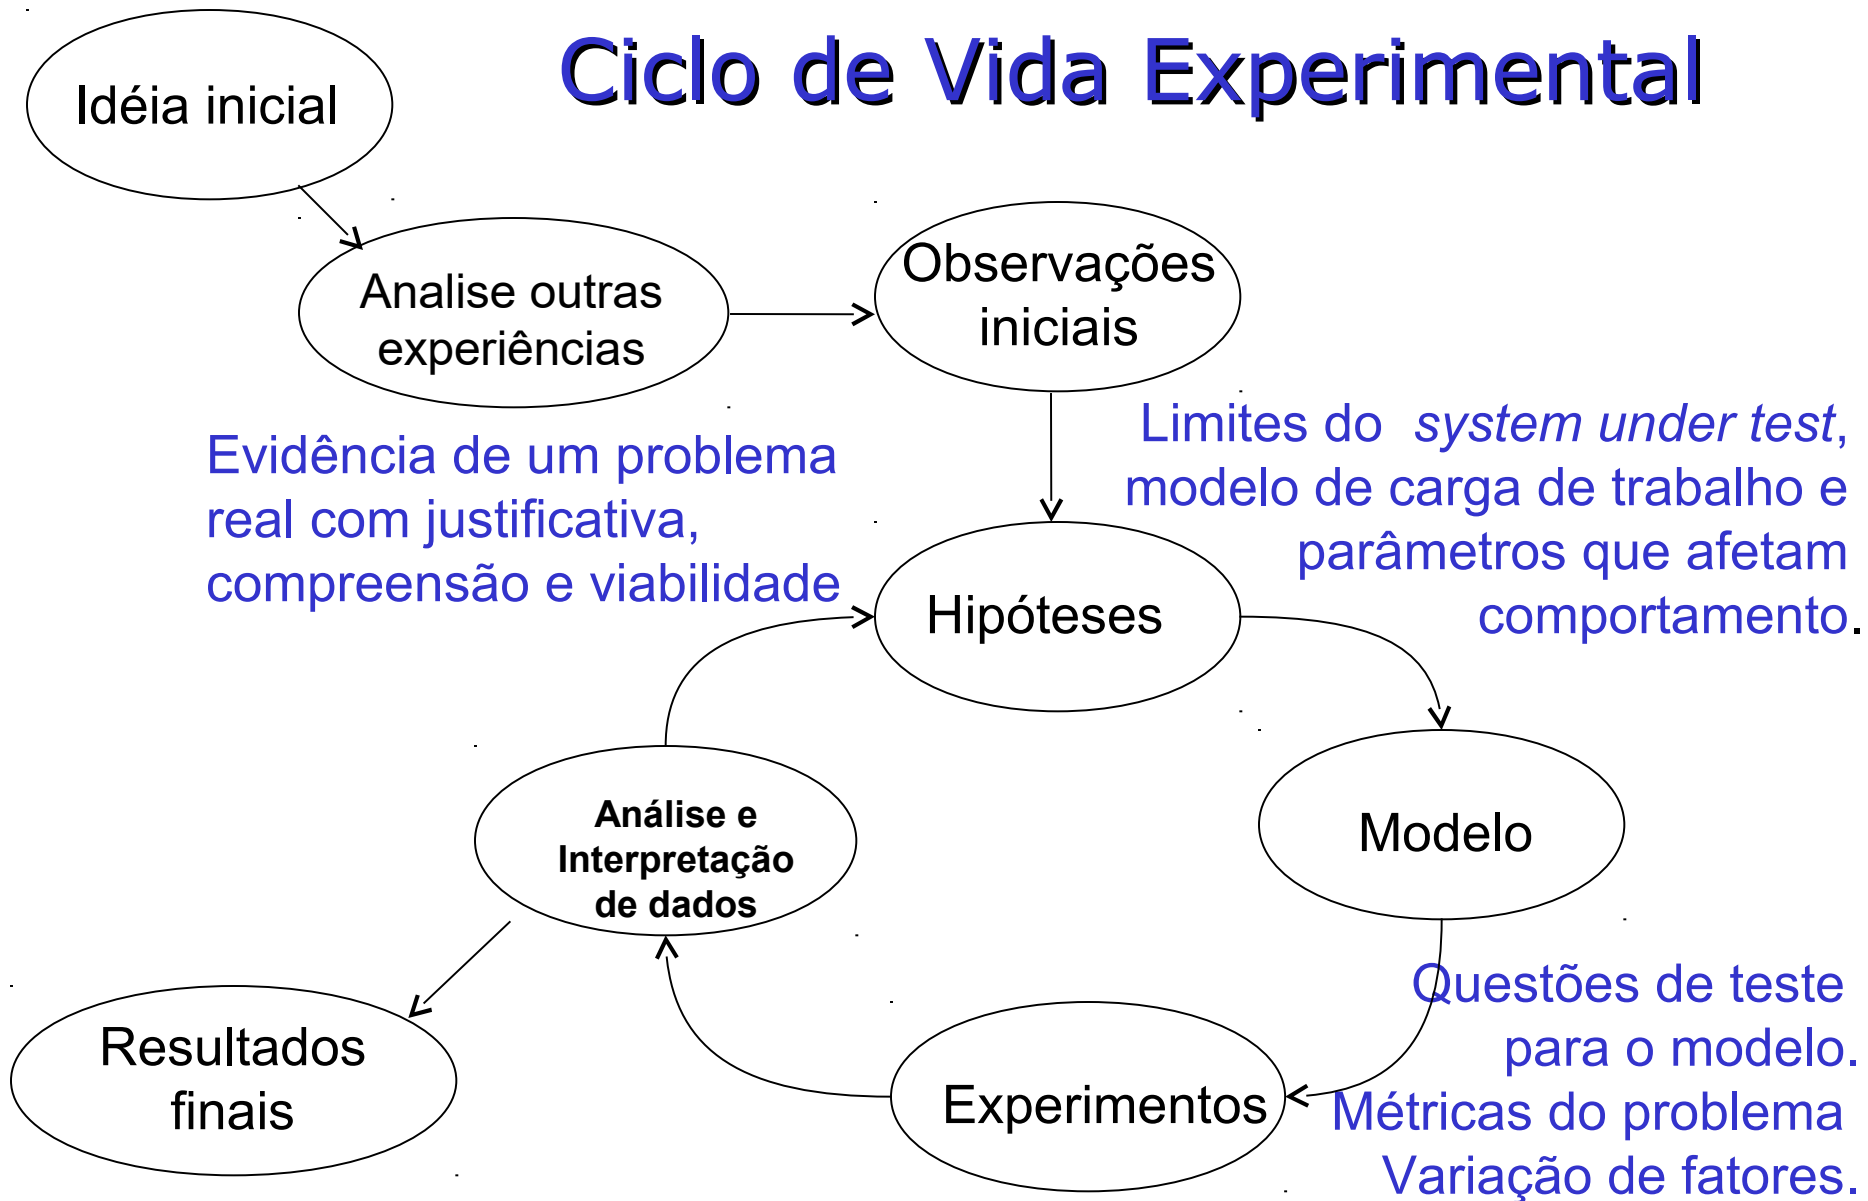 Ciclo de Vida Experimental
Idéia inicial
Analise outras
experiências
Observações
iniciais
Evidência de um problema
real com justificativa,
compreensão e viabilidade
Limites do system under test,
modelo de carga de trabalho e
parâmetros que afetam
comportamento.
Hipóteses
Modelo
Análise e
Interpretação
de dados
Questões de teste
para o modelo.
Métricas do problema
Variação de fatores.
Experimentos
Resultados
finais